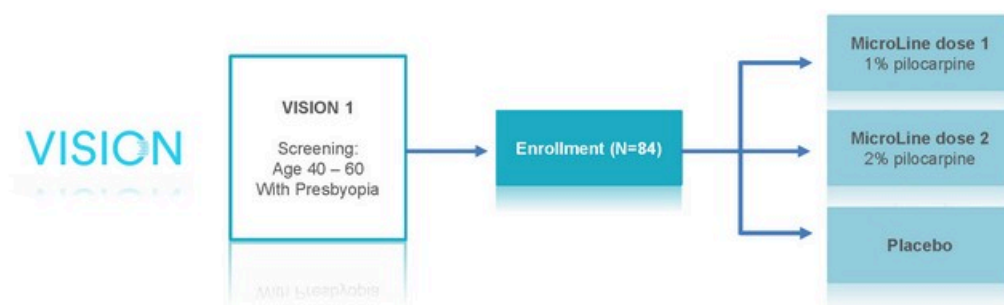 VISION
VISION 1
Screening:
Age 40 – 60
With Presbyopia
Enrollment (N=84)
MicroLine dose 1
1% pilocarpine
MicroLine dose 2
2% pilocarpine
Placebo